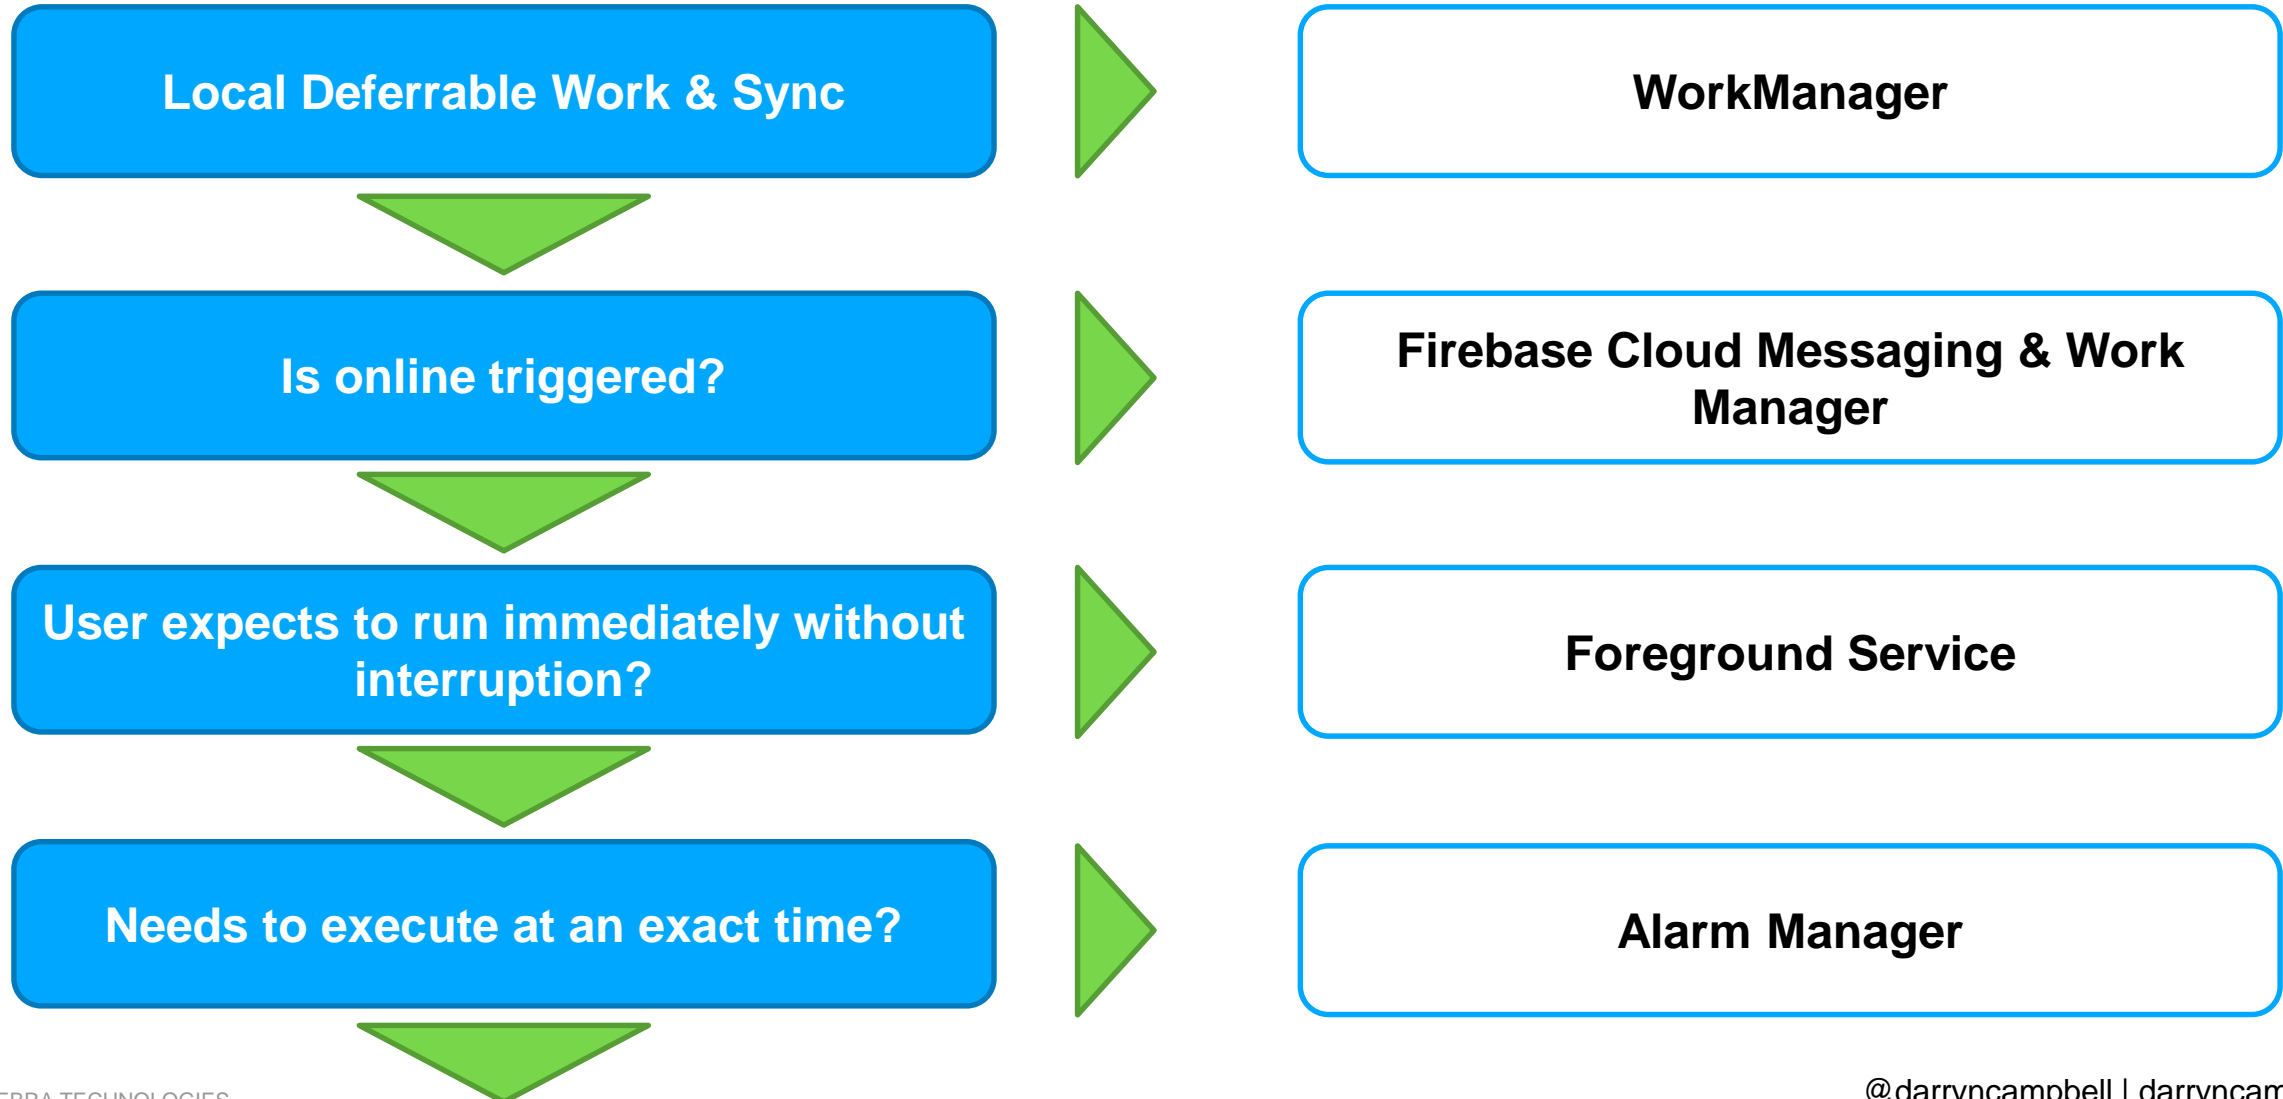 Local Deferrable Work & Sync
WorkManager
Is online triggered?
Firebase Cloud Messaging & Work
Manager
User expects to run immediately without
interruption?
Foreground Service
Needs to execute at an exact time?
Alarm Manager
TECHNOLOGIES
@darryncampbell |